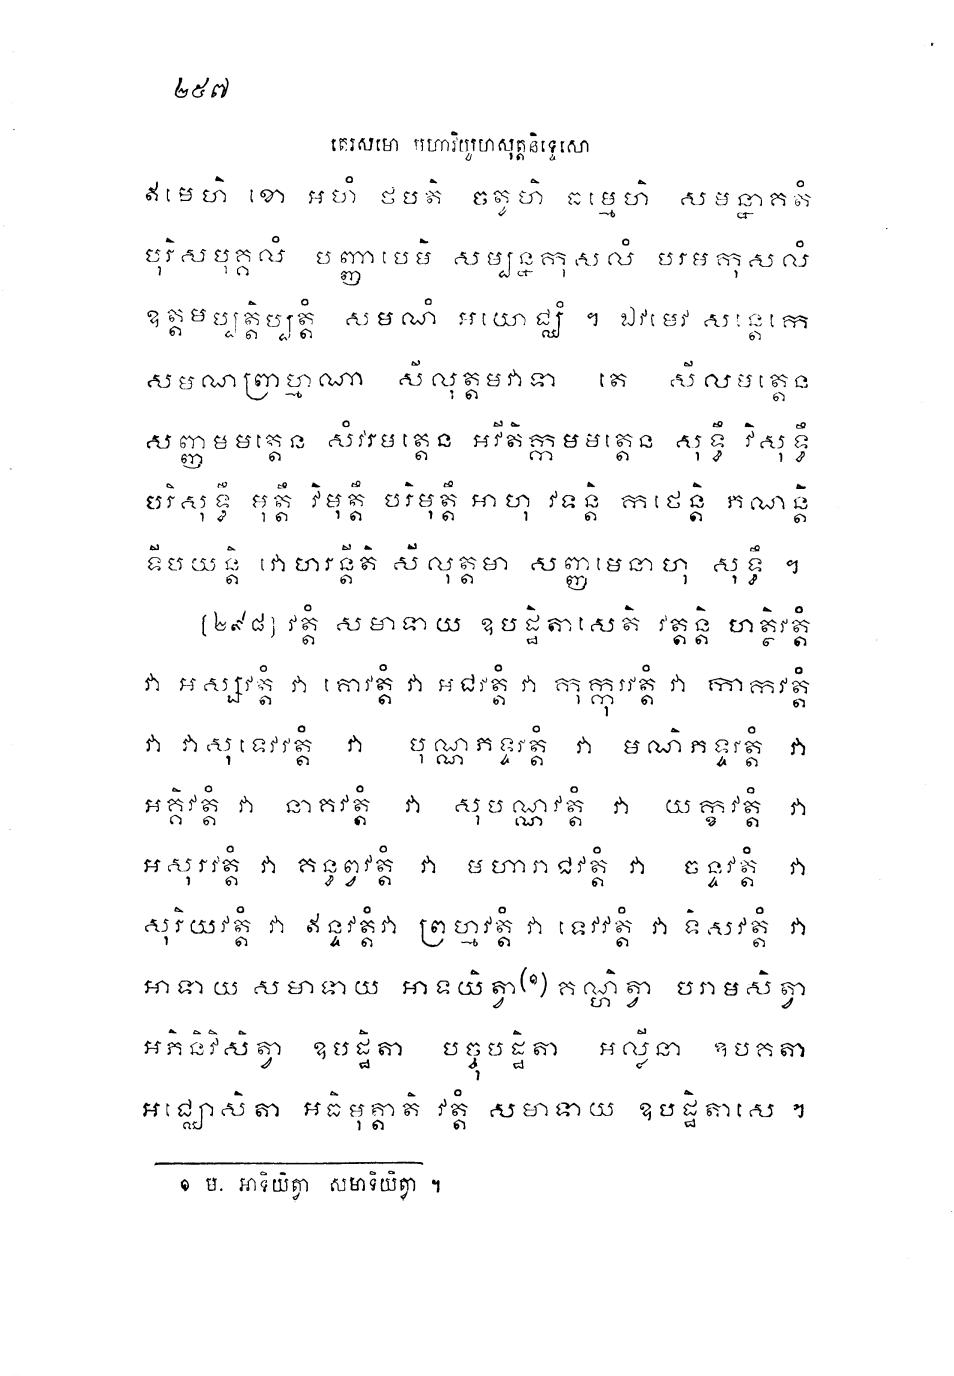 ២៥៧
តេរសមោ មហាវិយូហសុត្តនិទ្ទេសោ
ឥមេហិ ខោ អហំ ថបតិ ចតូហិ ធម្មេហិ សមន្នាគតំ
បុរិសបុគ្គលំ បញ្ញាបេមិ សម្បន្នកុសលំ បរមកុសលំ
ឧត្តមប្បត្តិប្បត្តំ សមណំ អយោជ្ឈំ ។ ឯវមេវ សន្តេកេ
សមណព្រាហ្មណា សីលុត្តមវាទា តេ សីលមត្តេន
សញ្ញមមត្តេន សំវរមត្តេន អវីតិក្កាមមត្តេន សុទ្ធឹ វិសុទ្ធឹ
បរិសុទ្ធឹ មុត្តឹ វិមុត្តឹ បរិមុត្តឹ អាហុ វទន្តិ កថេន្តិ ភណន្តិ
ទីបយន្តិ វោហរន្តីតិ សីលុត្តមា សញ្ញមេនាហុ សុទ្ធឹ ។
[២៩៨] វត្តំ សមាទាយ ឧបដ្ឋិតាសេតិ វត្តន្តិ ហត្ថិវត្តំ
វា អស្សវត្តំ វា គោវត្តំ វា អជវត្តំ វា កុក្កុរវត្តំ វា កាកវត្តំ
វា វាសុទេវវត្តំ វា បុណ្ណភទ្ទវត្តំ វា មណិភទ្ទវត្តំ វា
អគ្គិវត្តំ វា នាគវត្តំ វា សុបណ្ណវត្តំ វា យក្ខវត្តំ វា
អសុរវត្តំ វា គន្ធព្វវត្តំ វា មហារាជវត្តំ វា ចន្ទវត្តំ វា
សុរិយវត្តំ វា ឥន្ទវត្តំវា ព្រហ្មវត្តំ វា ទេវវត្តំ វា ទិសវត្តំ វា
អាទាយ សមាទាយ អាទយិត្វា(១) គណ្ហិត្វា បរាមសិត្វា
អភិនិវិសិត្វា ឧបដ្ឋិតា បច្ចុបដ្ឋិតា អល្លីនា ឧបគតា
អជ្ឈោសិតា អធិមុត្តាតិ វត្តំ សមាទាយ ឧបដ្ឋិតាសេ ។
១ ម. អាទិយិត្វា សមាទិយិត្វា ។